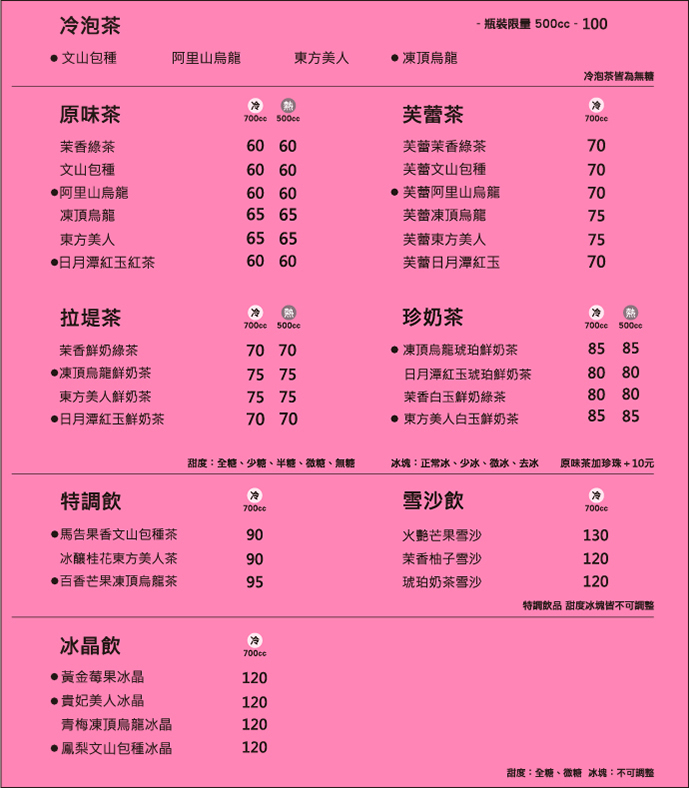 冷泡茶
- 瓶裝限量 500cc - 100
● 文山包種 阿里山烏龍 東方美人 ● 凍頂烏龍
冷泡茶皆為無糖
原味茶 冷 700cc 熱 500cc
茉香綠茶 60 60
文山包種 60 60
●阿里山烏龍 60 60
凍頂烏龍 65 65
東方美人 65 65
●日月潭紅玉紅茶 60 60
芙蕾茶 冷 700cc
芙蕾茉香綠茶 70
芙蕾文山包種 70
● 芙蕾阿里山烏龍 70
芙蕾凍頂烏龍 75
芙蕾東方美人 75
芙蕾日月潭紅玉 70
拉堤茶 冷 700cc 熱 500cc
茉香鮮奶綠茶 70 70
●凍頂烏龍鮮奶茶 75 75
東方美人鮮奶茶 75 75
●日月潭紅玉鮮奶茶 70 70
珍奶茶 冷 700cc 熱 500cc
● 凍頂烏龍琥珀鮮奶茶 85 85
日月潭紅玉琥珀鮮奶茶 80 80
茉香白玉鮮奶綠茶 80 80
● 東方美人白玉鮮奶茶 85 85
甜度：全糖、少糖、半糖、微糖、無糖 冰塊：正常冰、少冰、微冰、去冰 原味茶加珍珠+10元
特調飲 冷 700cc
●馬告果香文山包種茶 90
冰釀桂花東方美人茶 90
●百香芒果凍頂烏龍茶 95
雪沙飲 冷 700cc
火艷芒果雪沙 130
茉香柚子雪沙 120
琥珀奶茶雪沙 120
特調飲品 甜度冰塊皆不可調整
冰晶飲 冷 700cc
● 黃金莓果冰晶 120
● 貴妃美人冰晶 120
青梅凍頂烏龍冰晶 120
● 鳳梨文山包種冰晶 120
甜度：全糖、微糖 冰塊：不可調整